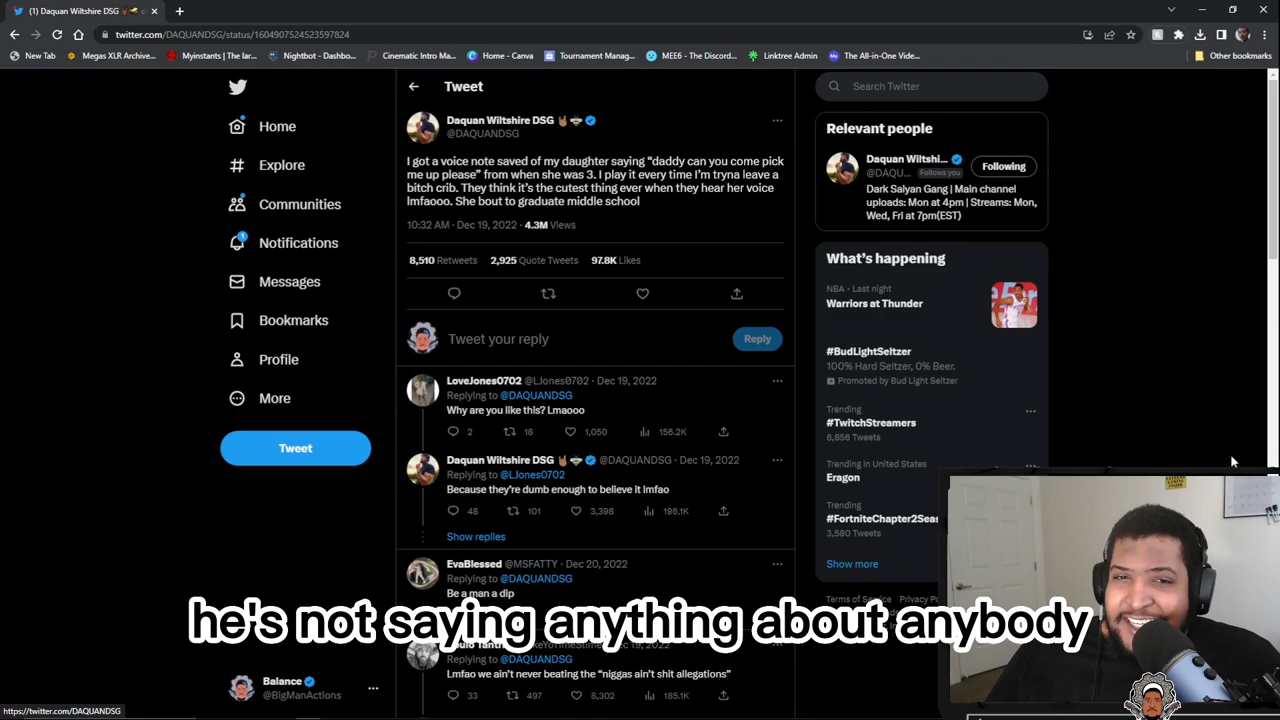 (1) Daquan Wiltshire DSG
twitter.com/DAQUANDSG/status/1604907524523597824
New Tab
Megas XLR Archive...
Myinstants | The lar...
Nightbot - Dashbo...
Cinematic Intro Ma...
Home - Canva
Tournament Manag...
MEE6 | The Discord...
Linktree Admin
The All-in-One Vide...
Other bookmarks
Home
Explore
Communities
1
Notifications
Messages
Bookmarks
Profile
More
Tweet
Balance
@BigManActions
https://twitter.com/DAQUANDSG
Tweet
Daquan Wiltshire DSG
@DAQUANDSG
I got a voice note saved of my daughter saying “daddy can you come pick
me up please” from when she was 3. I play it every time I’m tryna leave a
bitch crib. They think it’s the cutest thing ever when they hear her voice
lmfaooo. She bout to graduate middle school
10:32 AM · Dec 19, 2022 · 4.3M Views
8,510 Retweets 2,925 Quote Tweets 97.8K Likes
Tweet your reply
Reply
LoveJones0702 @LJones0702 · Dec 19, 2022
Replying to @DAQUANDSG
Why are you like this? Lmaooo
2 18 1,050 156.2K
Daquan Wiltshire DSG @DAQUANDSG · Dec 19, 2022
Replying to @LJones0702
Because they’re dumb enough to believe it lmfao
48 101 3,398 196.1K
Show replies
EvaBlessed @MSFATTY · Dec 20, 2022
Replying to @DAQUANDSG
Be a man a dip
he's not saying anything about anybody
Replying to @DAQUANDSG
Lmfao we ain’t never beating the “niggas ain’t shit allegations”
33 497 8,302 185.1K
Search Twitter
Relevant people
Daquan Wiltshi...
@DAQU... Follows you
Following
Dark Saiyan Gang | Main channel
uploads: Mon at 4pm | Streams: Mon,
Wed, Fri at 7pm(EST)
What’s happening
NBA · Last night
Warriors at Thunder
#BudLightSeltzer
100% Hard Seltzer, 0% Beer.
Promoted by Bud Light Seltzer
Trending
#TwitchStreamers
6,856 Tweets
Trending in United States
Eragon
Trending
#FortniteChapter2Sea
3,580 Tweets
Show more
Terms of Service Privacy Po